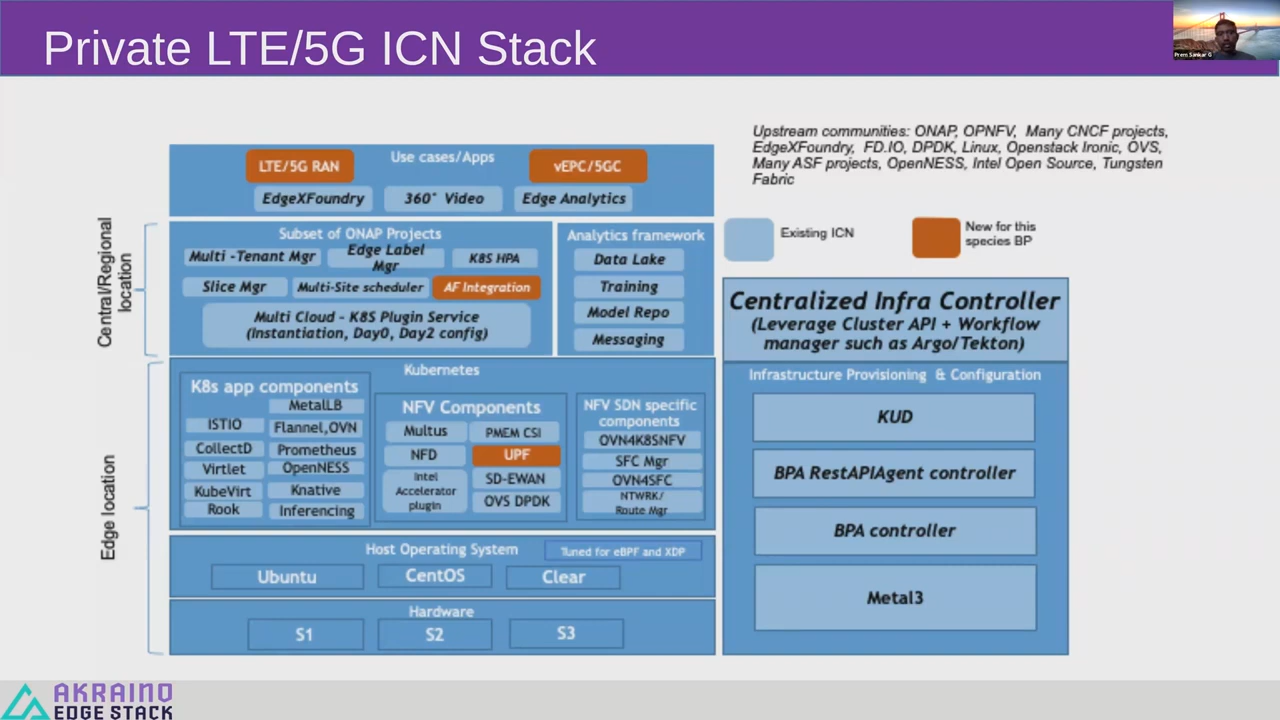 Private LTE/5G ICN Stack
Prem Sankar G
Upstream communities: ONAP, OPNFV, Many CNCF projects,
EdgeXFoundry, FD.IO, DPDK, Linux, Openstack Ironic, OVS,
Many ASF projects, OpenNESS, Intel Open Source, Tungsten
Fabric
LTE/5G RAN
Use cases/Apps
vEPC/5GC
EdgeXFoundry
360° Video
Edge Analytics
Existing ICN
New for this
species BP
Central/Regional
location
Subset of ONAP Projects
Multi -Tenant Mgr
Edge Label
Mgr
K8S HPA
Slice Mgr
Multi-Site scheduler
AF Integration
Multi Cloud - K8S Plugin Service
(Instantiation, Day0, Day2 config)
Analytics framework
Data Lake
Training
Model Repo
Messaging
Centralized Infra Controller
(Leverage Cluster API + Workflow
manager such as Argo/Tekton)
Edge location
Kubernetes
K8s app components
MetalLB
ISTIO
Flannel,OVN
CollectD
Prometheus
Virtlet
OpenNESS
KubeVirt
Knative
Rook
Inferencing
NFV Components
Multus
PMEM CSI
NFD
UPF
Intel
Accelerator
plugin
SD-EWAN
OVS DPDK
NFV SDN specific
components
OVN4K8SNFV
SFC Mgr
OVN4SFC
NTWRK/
Route Mgr
Infrastructure Provisioning & Configuration
KUD
BPA RestAPIAgent controller
BPA controller
Metal3
Host Operating System
Tuned for eBPF and XDP
Ubuntu
CentOS
Clear
Hardware
S1
S2
S3
AKRAINO
EDGE STACK